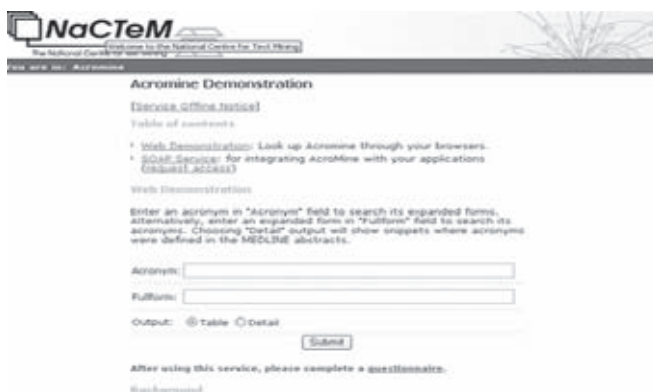 NaCTeM
Welcome to the National Centre for Text Mining
The National Centre for Text Mining
You are in: Acromine
Acromine Demonstration
[Service Offline Notice]
Table of contents
Web Demonstration: Look up Acromine through your browsers.
SOAP Service: for integrating AcroMine with your applications
(request access)
Web Demonstration
Enter an acronym in "Acronym" field to search its expanded forms.
Alternatively, enter an expanded form in "Fullform" field to search its
acronyms. Choosing "Detail" output will show snippets where acronyms
were defined in the MEDLINE abstracts.
Acronym:
Fullform:
Output: Table Detail
Submit
After using this service, please complete a questionnaire.
Background